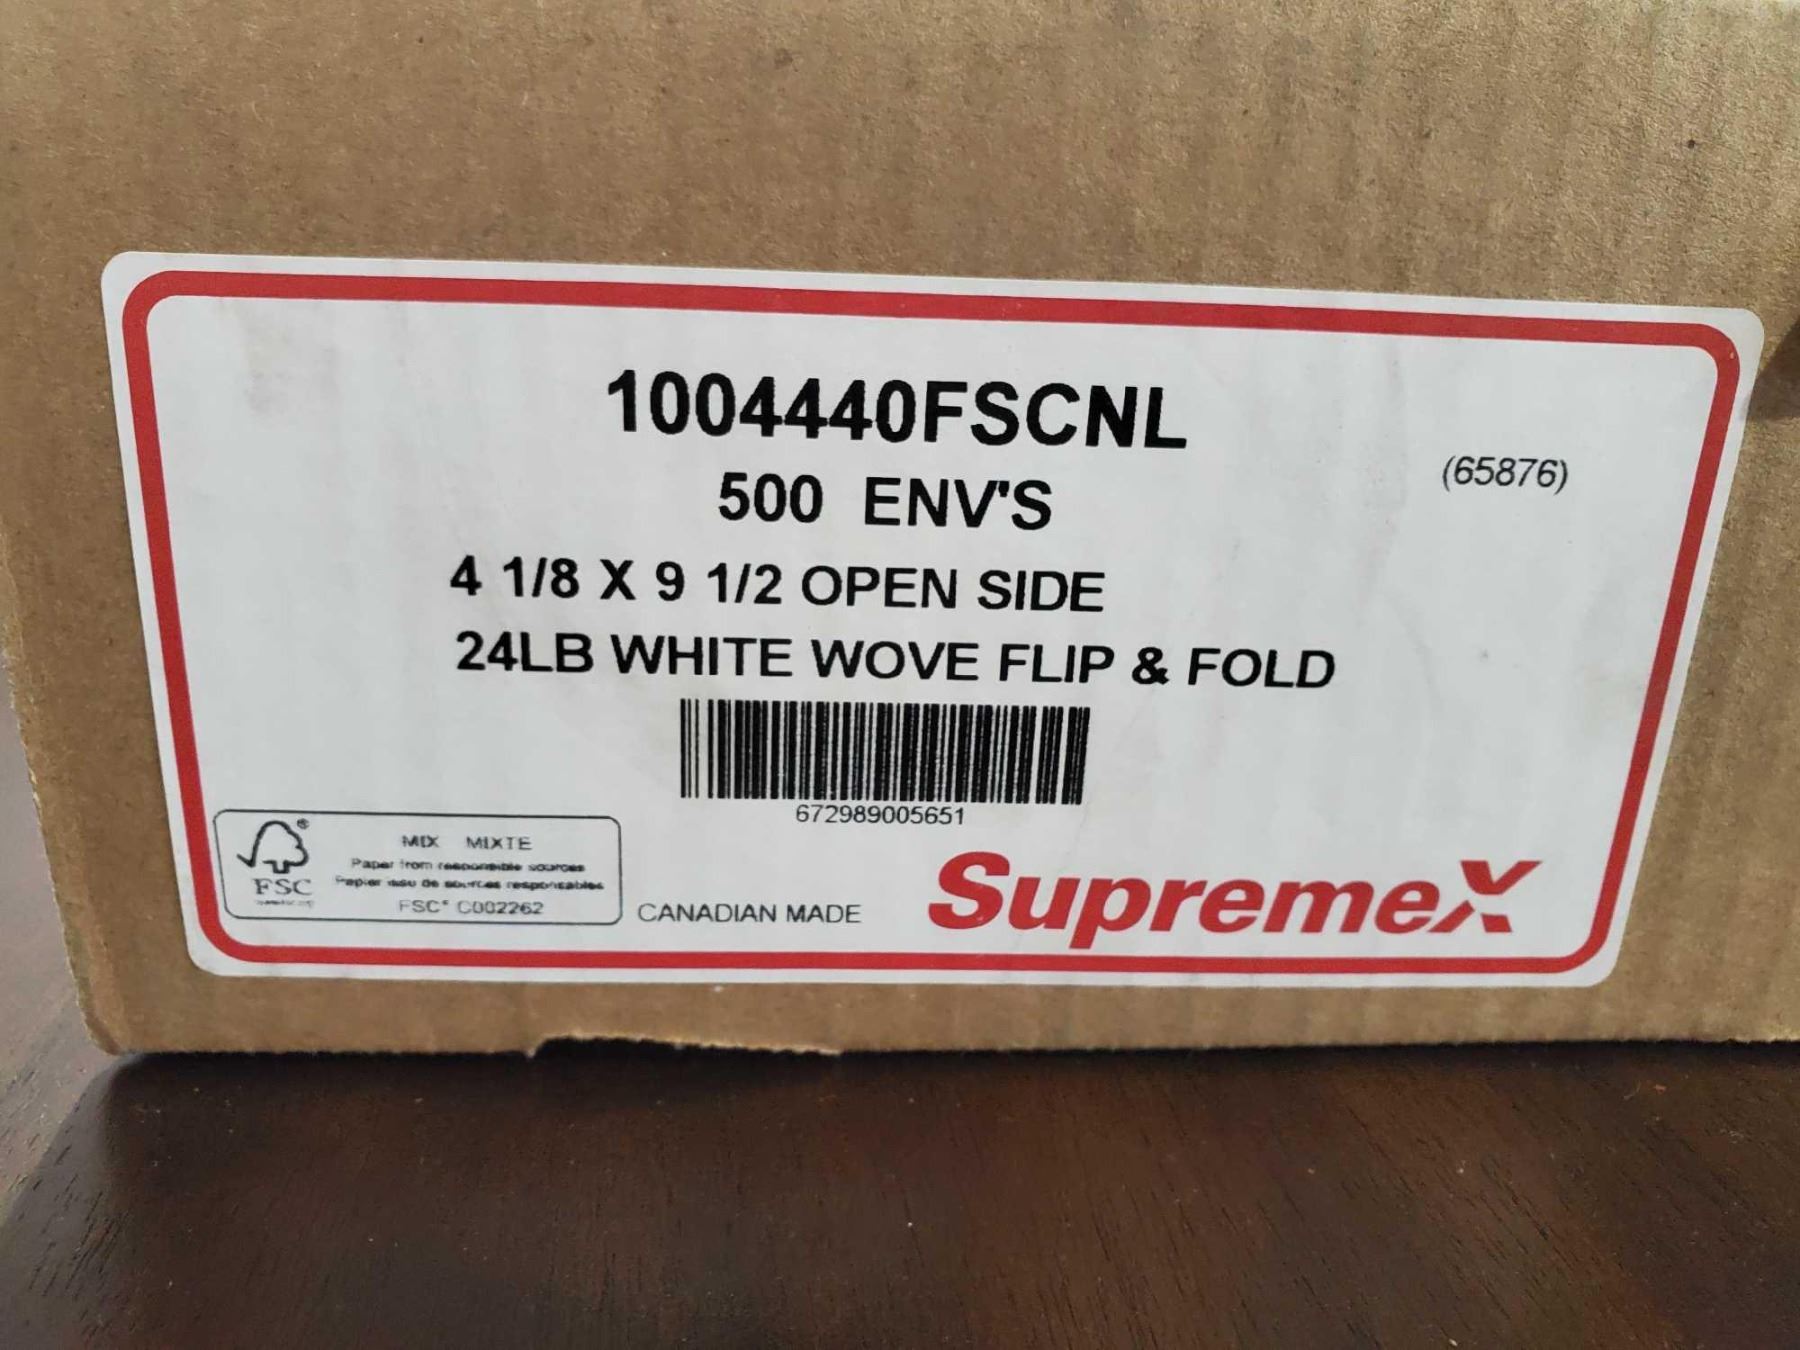 1004440FSCNL
500 ENV'S
(65876)
4 1/8 X 9 1/2 OPEN SIDE
24LB WHITE WOVE FLIP & FOLD
672989005651
FSC
MIX MIXTE
Paper from responsible sources
Papier issu de sources responsables
FSC® C002262
CANADIAN MADE
Supremex